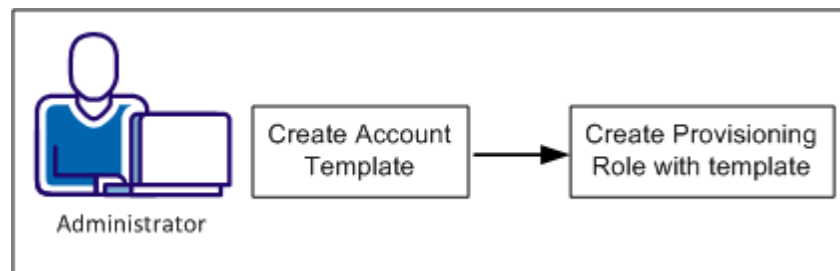 Create Account
Template
Create Provisioning
Role with template
Administrator